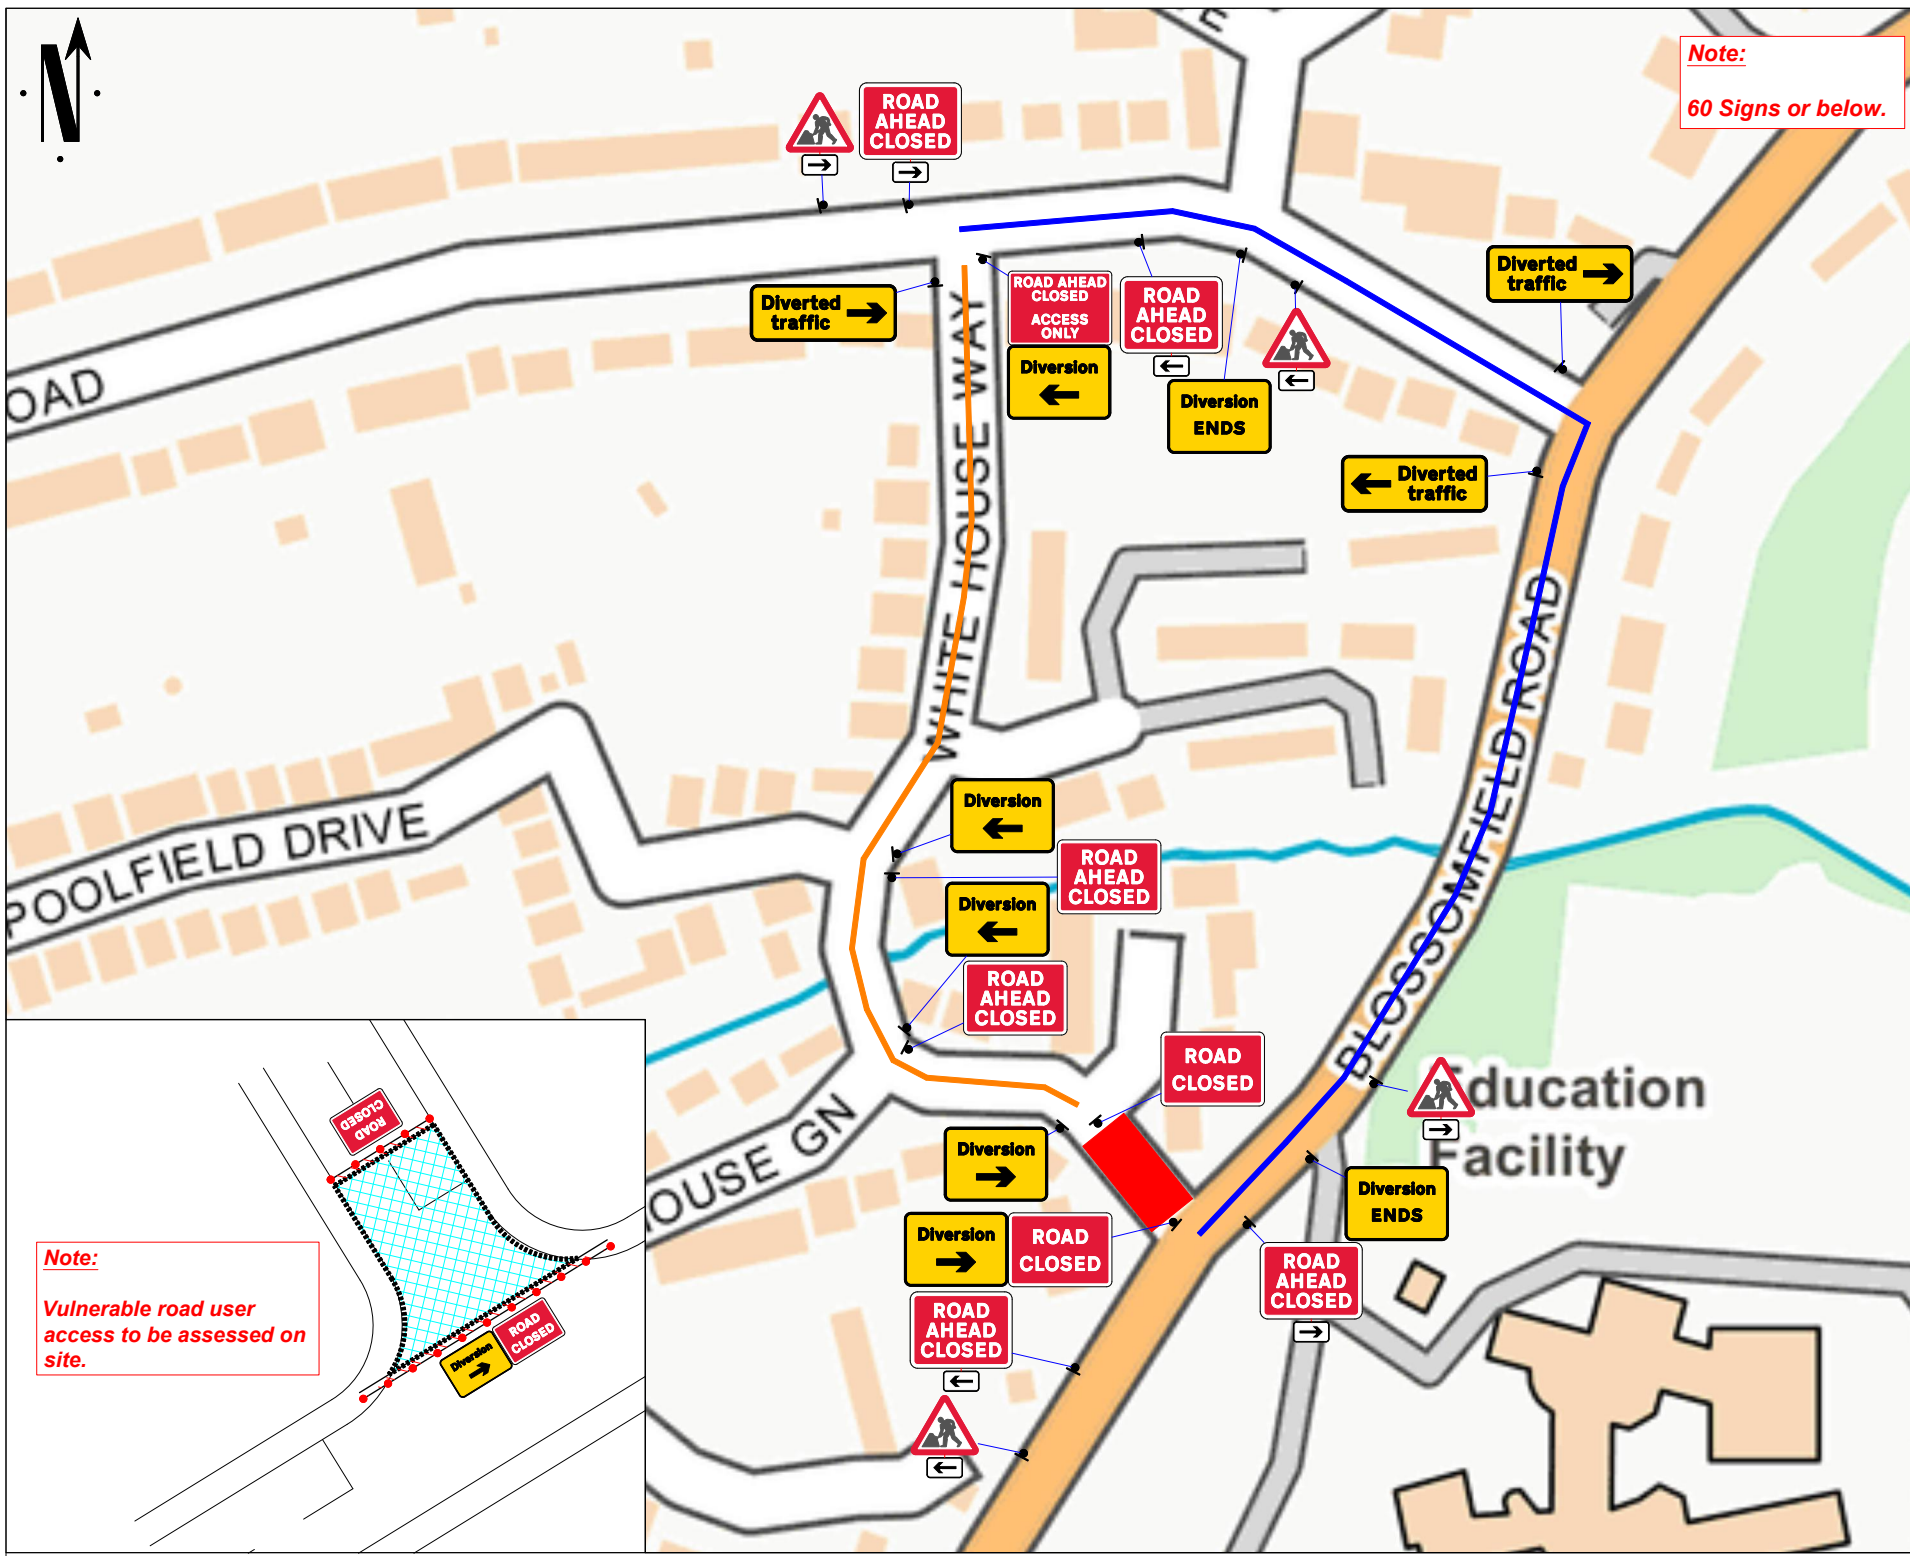 N
E
Note:
60 Signs or below.
ROAD
AHEAD
CLOSED
Diverted
traffic
ROAD AHEAD
CLOSED
ACCESS
ONLY
Diversion
ROAD
AHEAD
CLOSED
Diversion
ENDS
Diverted
traffic
OAD
Diverted
traffic
WHITE HOUSE WAY
BLOSSOMFIELD ROAD
POOLFIELD DRIVE
Diversion
ROAD
AHEAD
CLOSED
Diversion
ROAD
AHEAD
CLOSED
ROAD
CLOSED
Education
Facility
Diversion
Diversion
ENDS
OUSE GN
Diversion
ROAD
CLOSED
ROAD
AHEAD
CLOSED
ROAD
AHEAD
CLOSED
ROAD
CLOSED
Note:
Vulnerable road user
access to be assessed on
site.
Diversion
ROAD
CLOSED